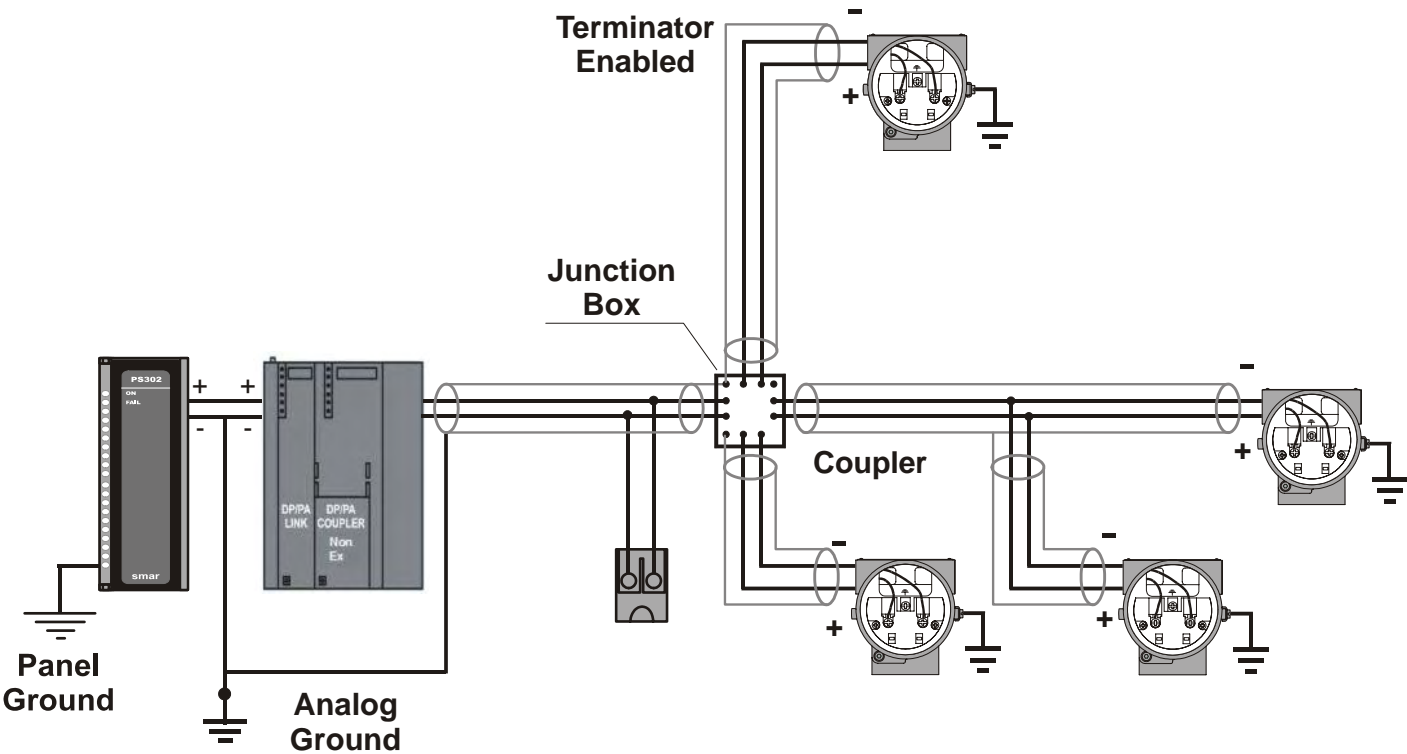 Terminator
Enabled
-
+
Junction
Box
PS302
ON
FAIL
smar
+ +
- -
DP/PA
LINK
DP/PA
COUPLER
Non
Ex
Coupler
-
+
-
+
-
+
Panel
Ground
Analog
Ground